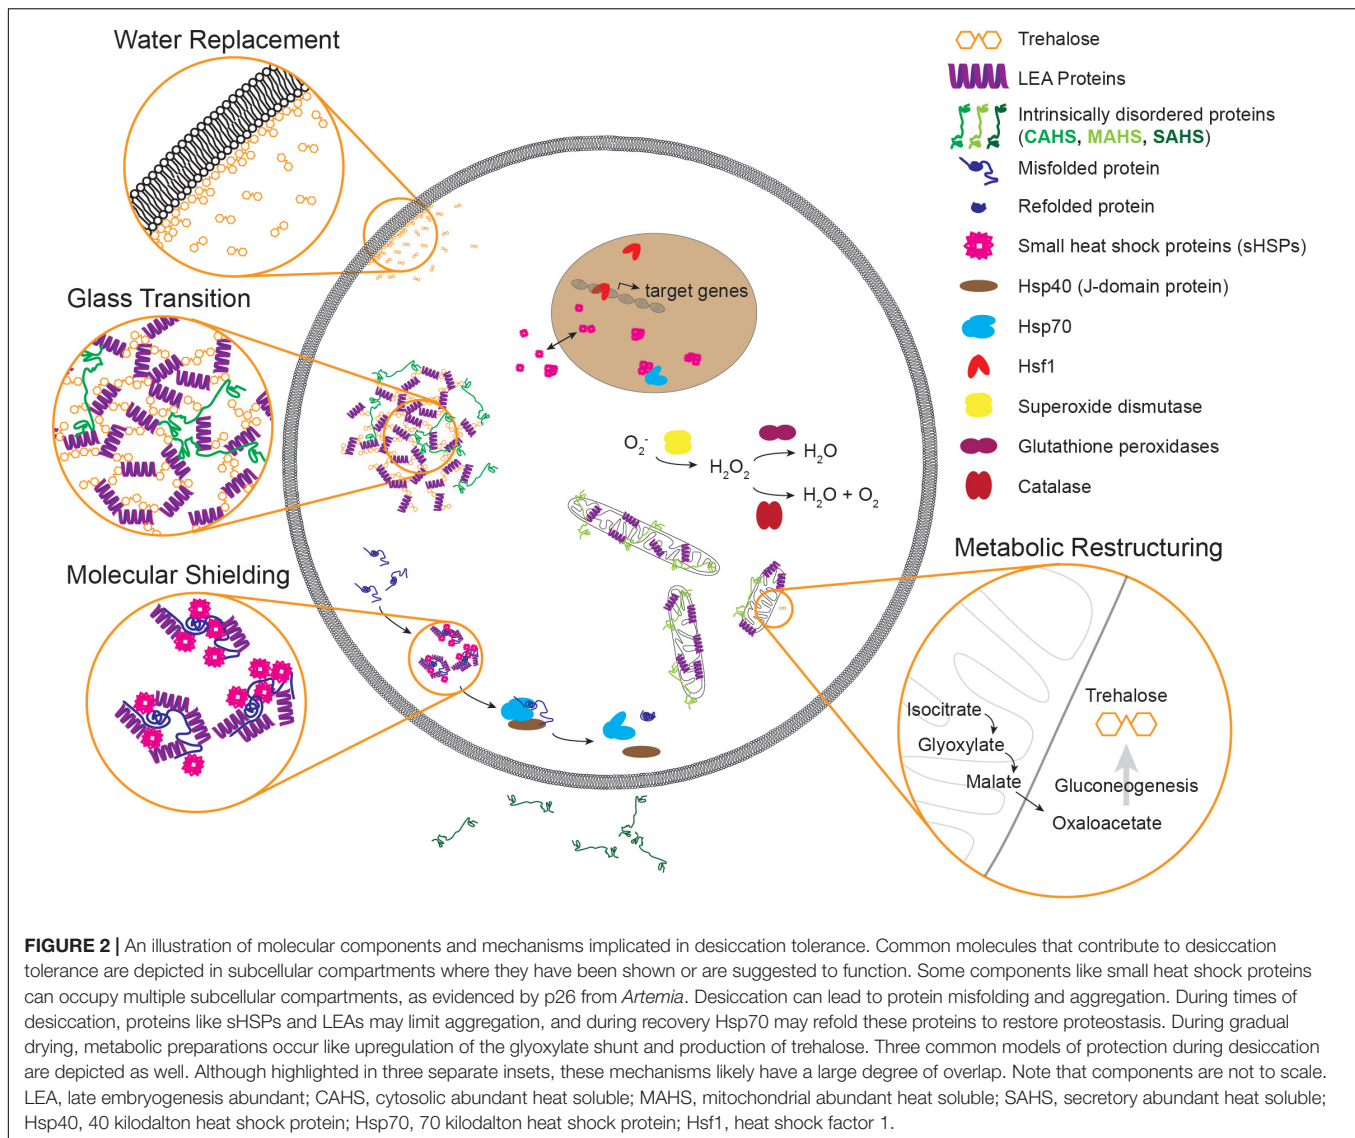 Water Replacement
Glass Transition
Molecular Shielding
target genes
O2-
H2O2
H2O
H2O + O2
Trehalose
LEA Proteins
Intrinsically disordered proteins
(CAHS, MAHS, SAHS)
Misfolded protein
Refolded protein
Small heat shock proteins (sHSPs)
Hsp40 (J-domain protein)
Hsp70
Hsf1
Superoxide dismutase
Glutathione peroxidases
Catalase
Metabolic Restructuring
Isocitrate
Glyoxylate
Malate
Oxaloacetate
Gluconeogenesis
Trehalose
FIGURE 2 | An illustration of molecular components and mechanisms implicated in desiccation tolerance. Common molecules that contribute to desiccation
tolerance are depicted in subcellular compartments where they have been shown or are suggested to function. Some components like small heat shock proteins
can occupy multiple subcellular compartments, as evidenced by p26 from Artemia. Desiccation can lead to protein misfolding and aggregation. During times of
desiccation, proteins like sHSPs and LEAs may limit aggregation, and during recovery Hsp70 may refold these proteins to restore proteostasis. During gradual
drying, metabolic preparations occur like upregulation of the glyoxylate shunt and production of trehalose. Three common models of protection during desiccation
are depicted as well. Although highlighted in three separate insets, these mechanisms likely have a large degree of overlap. Note that components are not to scale.
LEA, late embryogenesis abundant; CAHS, cytosolic abundant heat soluble; MAHS, mitochondrial abundant heat soluble; SAHS, secretory abundant heat soluble;
Hsp40, 40 kilodalton heat shock protein; Hsp70, 70 kilodalton heat shock protein; Hsf1, heat shock factor 1.